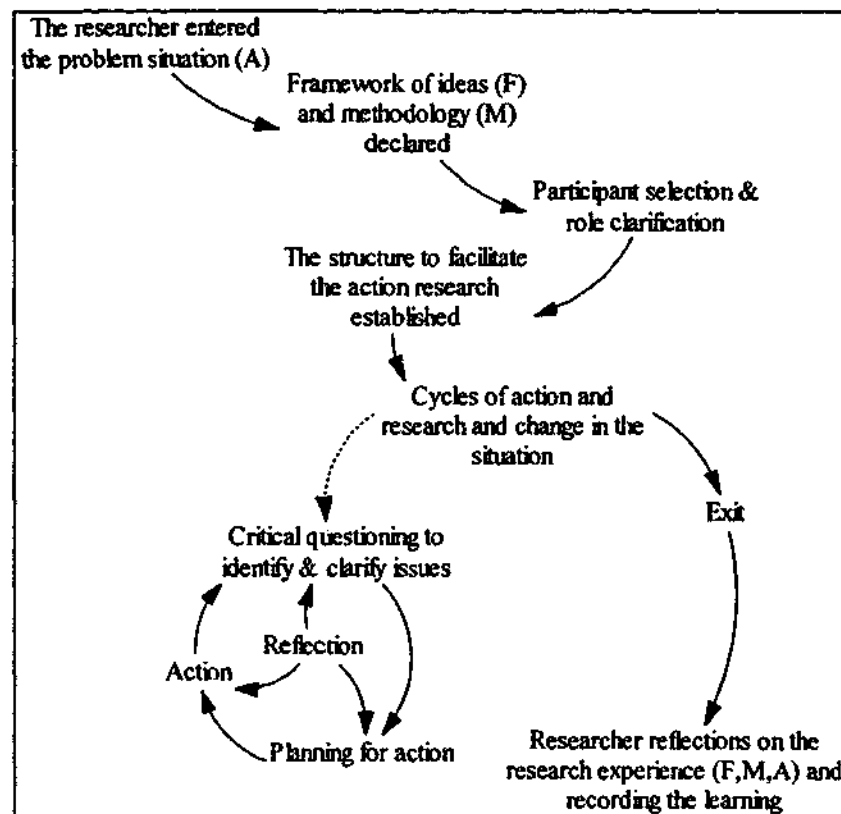 The researcher entered
the problem situation (A)
Framework of ideas (F)
and methodology (M)
declared
Participant selection &
role clarification
The structure to facilitate
the action research
established
Cycles of action and
research and change in the
situation
Exit
Critical questioning to
identify & clarify issues
Reflection
Action
Planning for action
Researcher reflections on the
research experience (F,M,A) and
recording the learning